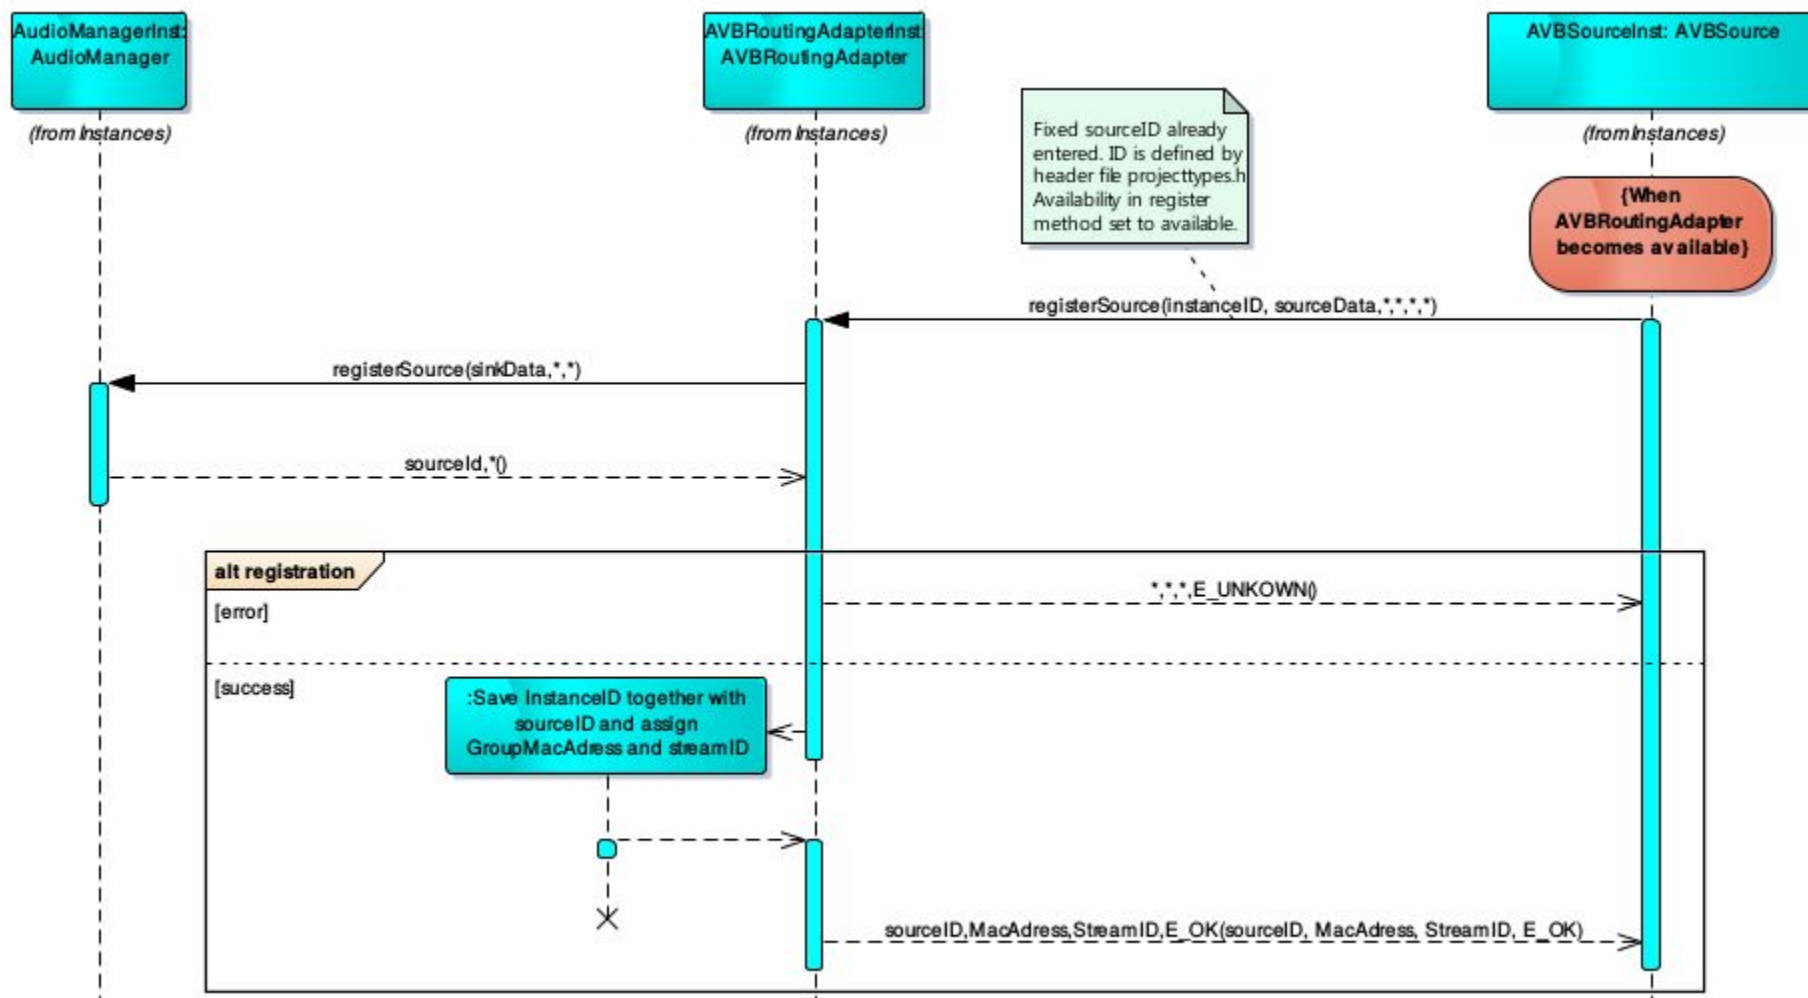 AudioManagerInst:
AudioManager
AVBRoutingAdapterInst
AVBRoutingAdapter
AVBSourceInst: AVBSource
(from Instances)
(from Instances)
(from Instances)
Fixed sourceID already
entered. ID is defined by
header file projecttypes.h
Availability in register
method set to available.
{When
AVBRoutingAdapter
becomes available}
registerSource(instanceID, sourceData,*,*,*,*)
registerSource(sinkData,*,*)
sourceId,*()
alt registration
[error]
*,*,*,E_UNKOWN()
[success]
:Save InstanceID together with
sourceID and assign
GroupMacAdress and streamID
sourceID,MacAdress,StreamID,E_OK(sourceID, MacAdress, StreamID, E_OK)